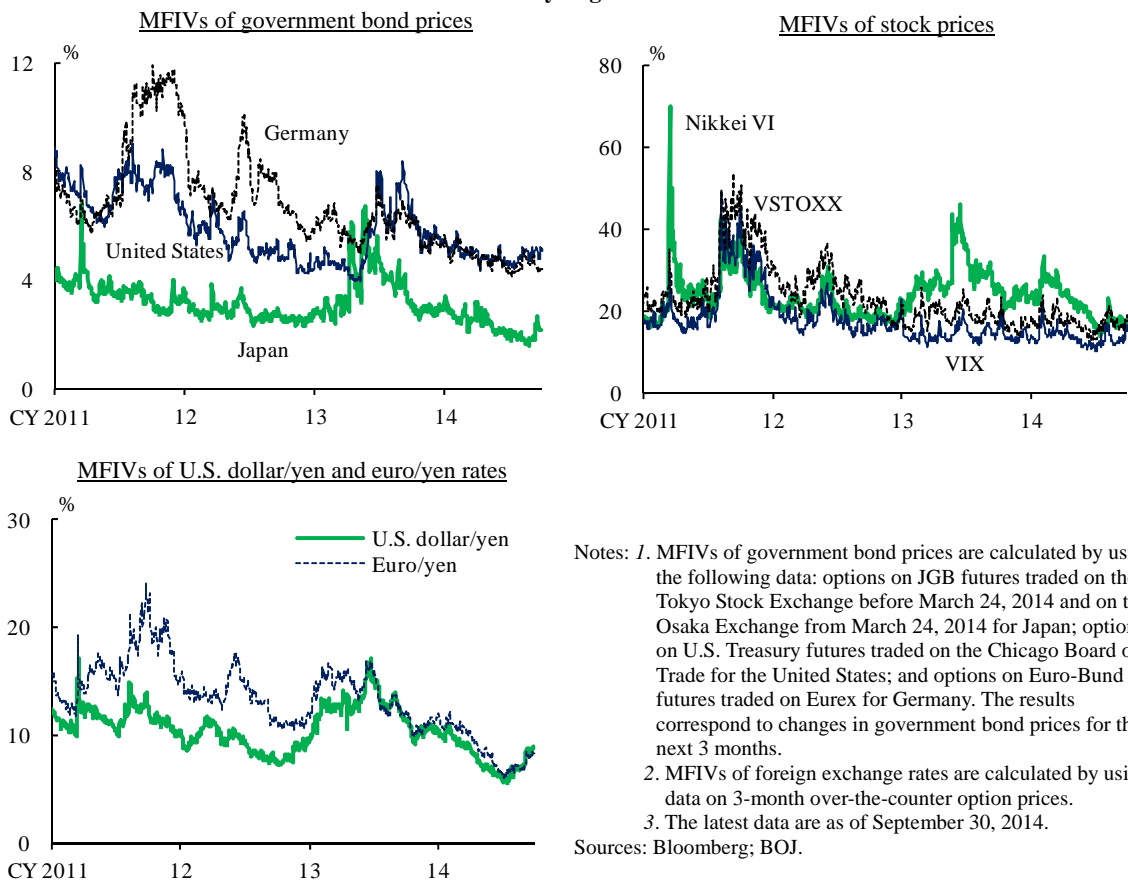 MFIVs of government bond prices
%
12
8
4
0
Germany
United States
Japan
CY 2011 12 13 14
MFIVs of stock prices
%
80
60
40
20
0
Nikkei VI
VSTOXX
VIX
CY 2011 12 13 14
MFIVs of U.S. dollar/yen and euro/yen rates
%
30
20
10
0
U.S. dollar/yen
Euro/yen
CY 2011 12 13 14
Notes: 1. MFIVs of government bond prices are calculated by usi
the following data: options on JGB futures traded on the
Tokyo Stock Exchange before March 24, 2014 and on t
Osaka Exchange from March 24, 2014 for Japan; option
on U.S. Treasury futures traded on the Chicago Board o
Trade for the United States; and options on Euro-Bund
futures traded on Eurex for Germany. The results
correspond to changes in government bond prices for th
next 3 months.
2. MFIVs of foreign exchange rates are calculated by usi
data on 3-month over-the-counter option prices.
3. The latest data are as of September 30, 2014.
Sources: Bloomberg; BOJ.